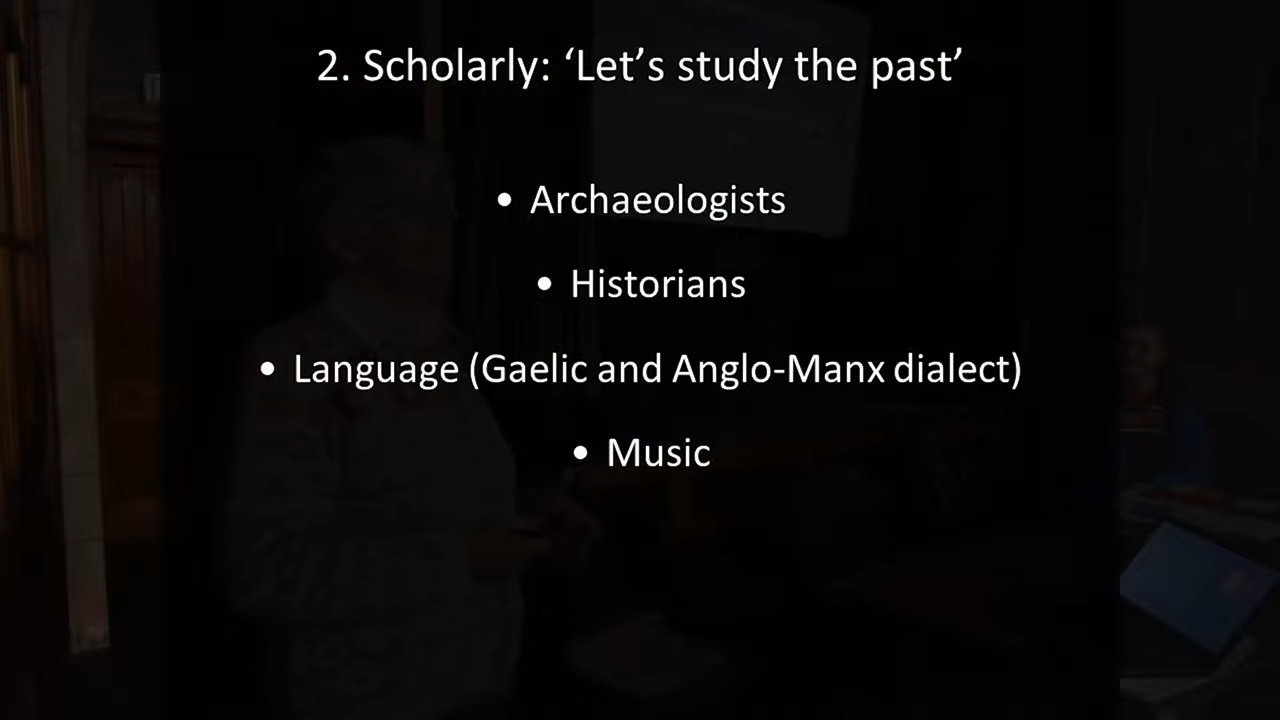 2. Scholarly: ‘Let’s study the past’
• Archaeologists
• Historians
• Language (Gaelic and Anglo-Manx dialect)
• Music